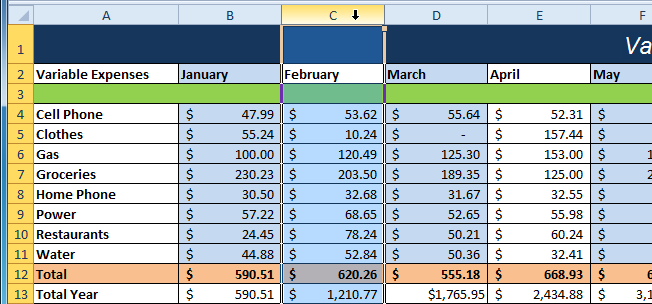 A B C D E F
1 Va
2 Variable Expenses January February March April May
3
4 Cell Phone $ 47.99 $ 53.62 $ 55.64 $ 52.31 $
5 Clothes $ 55.24 $ 10.24 $ - $ 157.44 $
6 Gas $ 100.00 $ 120.49 $ 125.30 $ 153.00 $ 1
7 Groceries $ 230.23 $ 203.50 $ 189.35 $ 125.00 $ 2
8 Home Phone $ 30.50 $ 32.68 $ 31.67 $ 32.55 $
9 Power $ 57.22 $ 68.65 $ 52.65 $ 55.98 $
10 Restaurants $ 24.45 $ 78.24 $ 50.21 $ 60.24 $
11 Water $ 44.88 $ 52.84 $ 50.36 $ 32.41 $
12 Total $ 590.51 $ 620.26 $ 555.18 $ 668.93 $ 6
13 Total Year $ 590.51 $ 1,210.77 $1,765.95 $ 2,434.88 $ 3,1